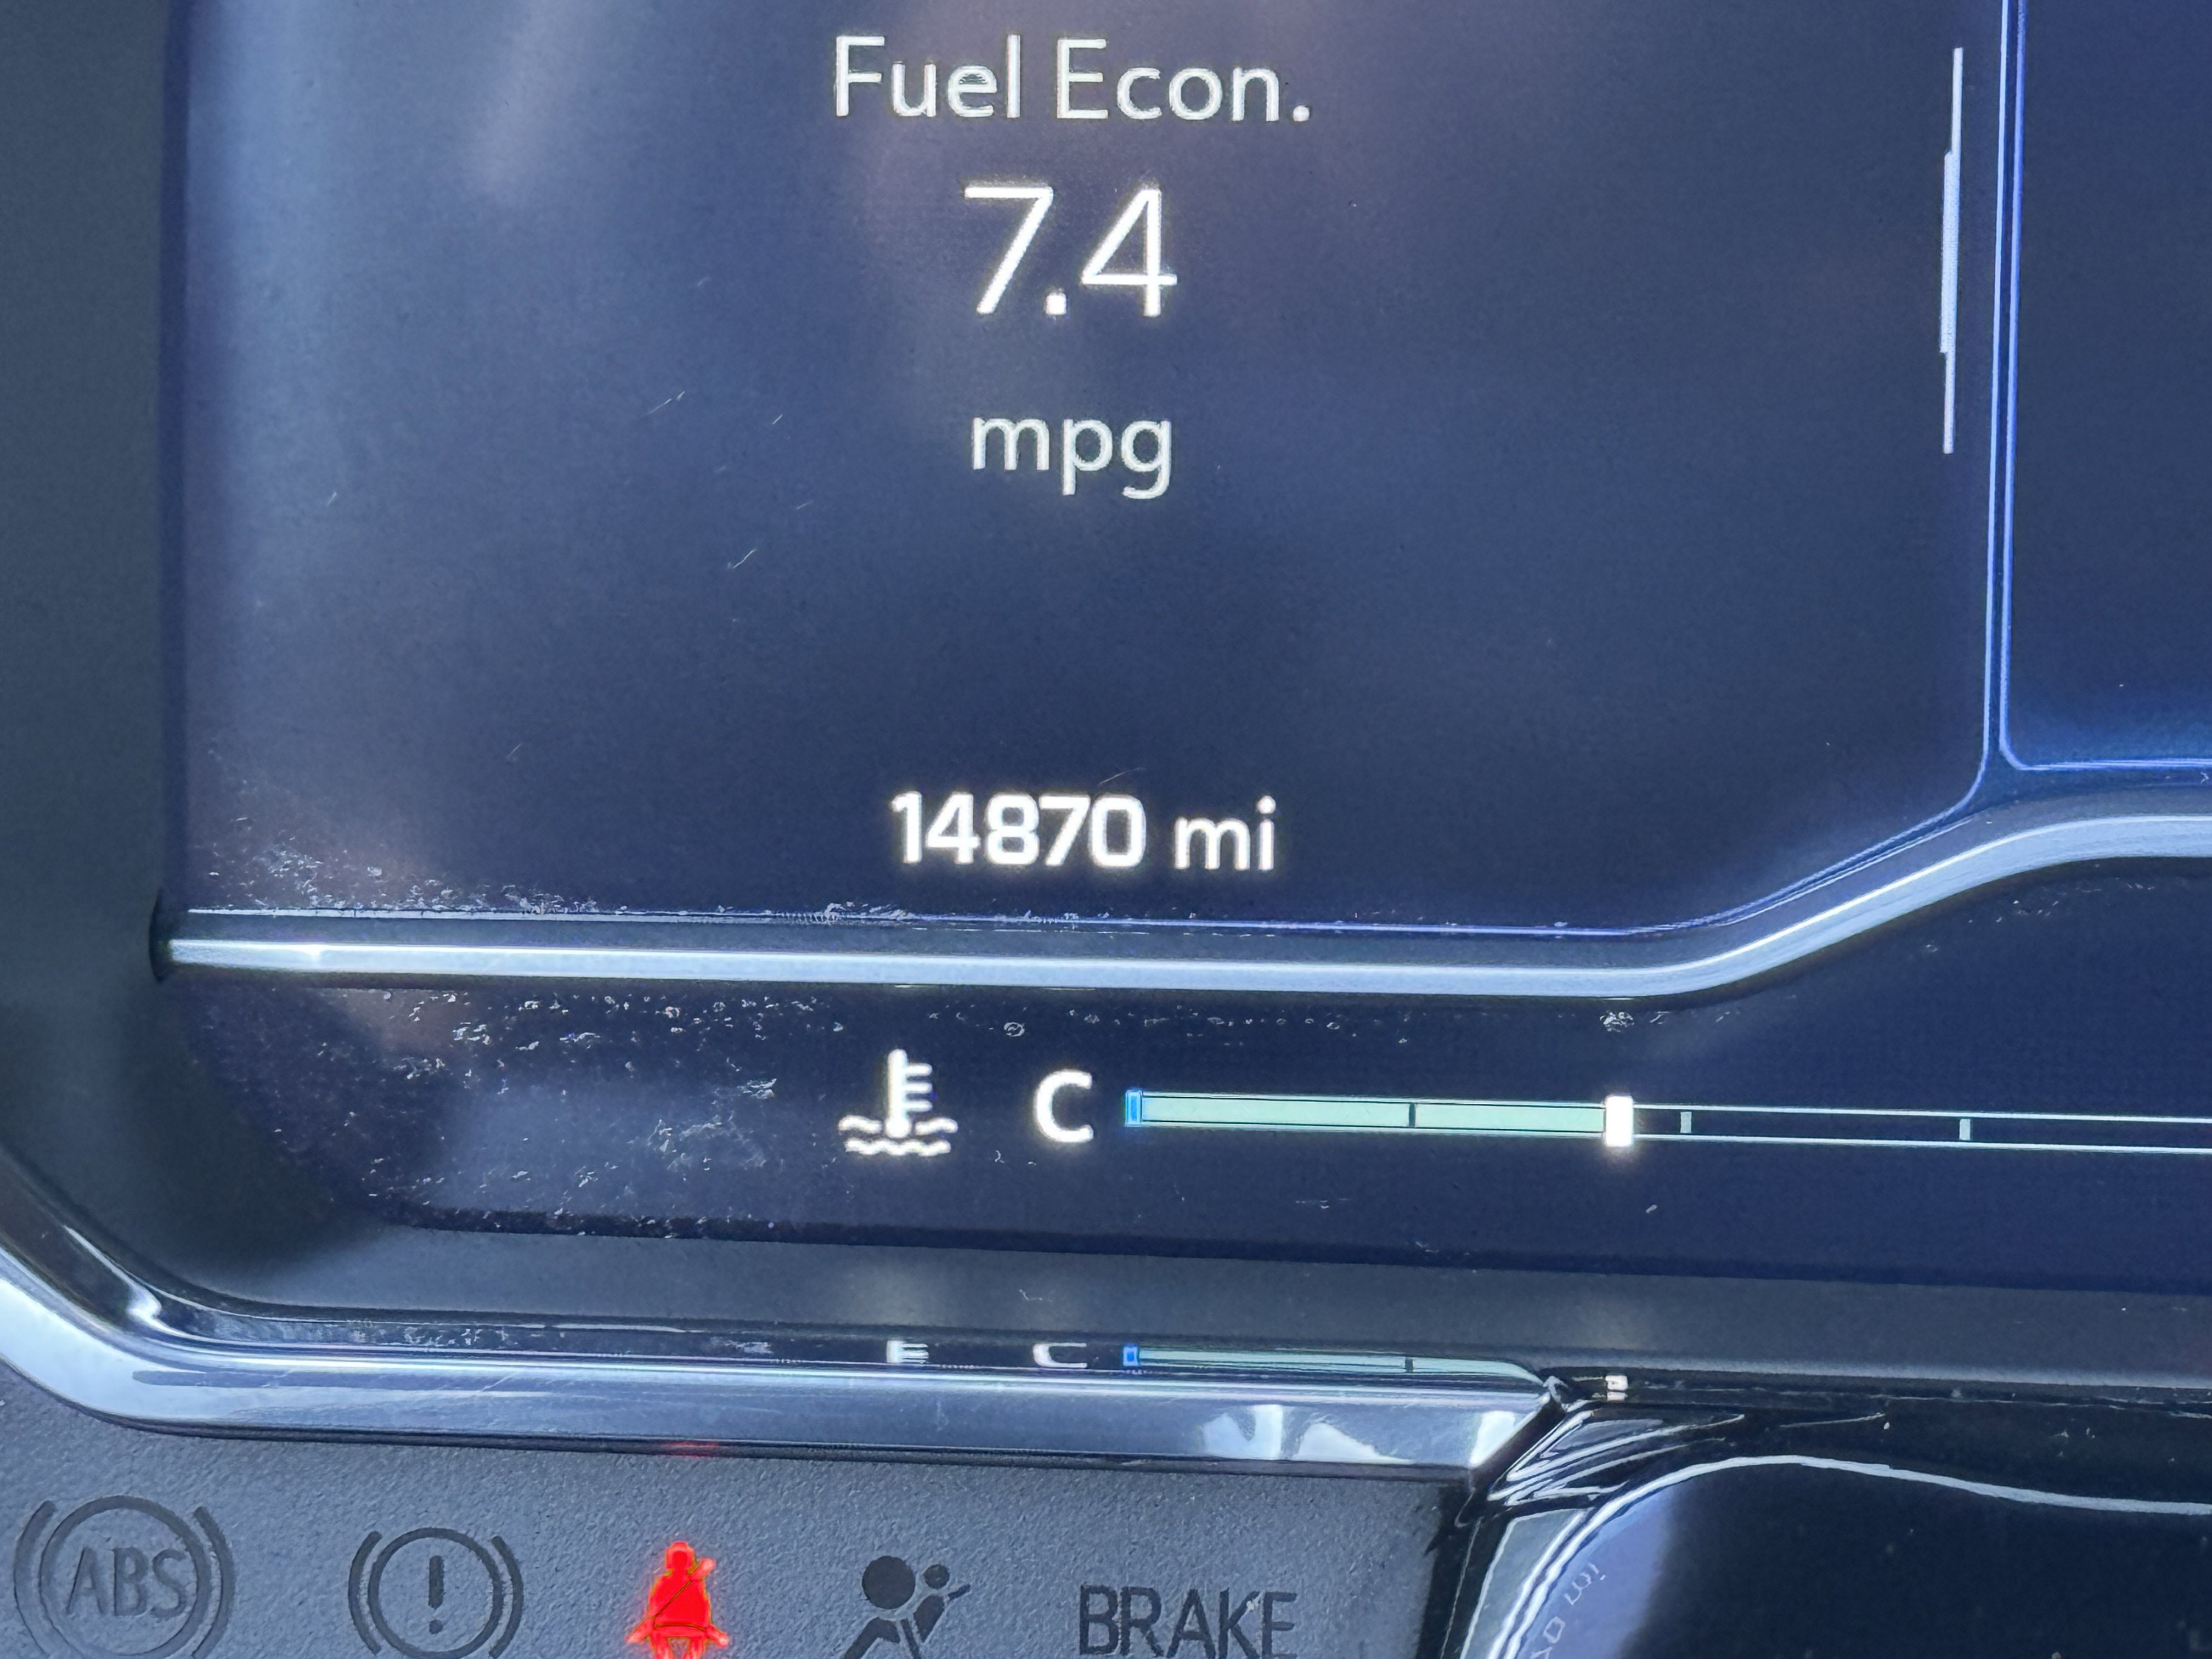 Fuel Econ.
7.4
mpg
14870 mi
C
ABS
!
BRAKE